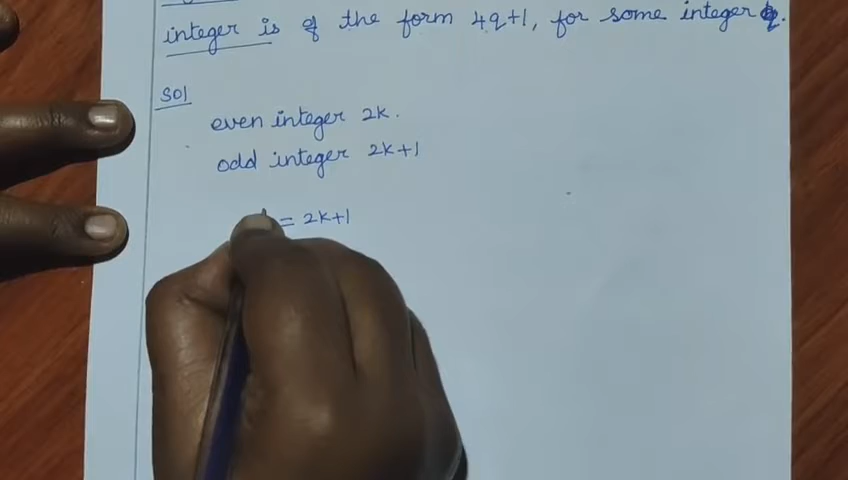 integer is of the form 4q+1, for some integer q.
Sol
even integer 2k.
odd integer 2k+1
= 2k+1